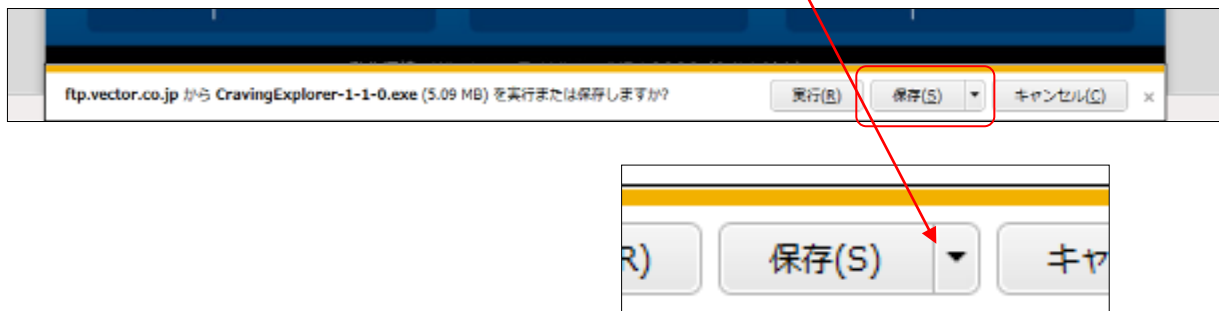 ftp.vector.co.jp から CravingExplorer-1-1-0.exe (5.09 MB) を実行または保存しますか?
実行(R) 保存(S) キャンセル(C)
R) 保存(S) キャ